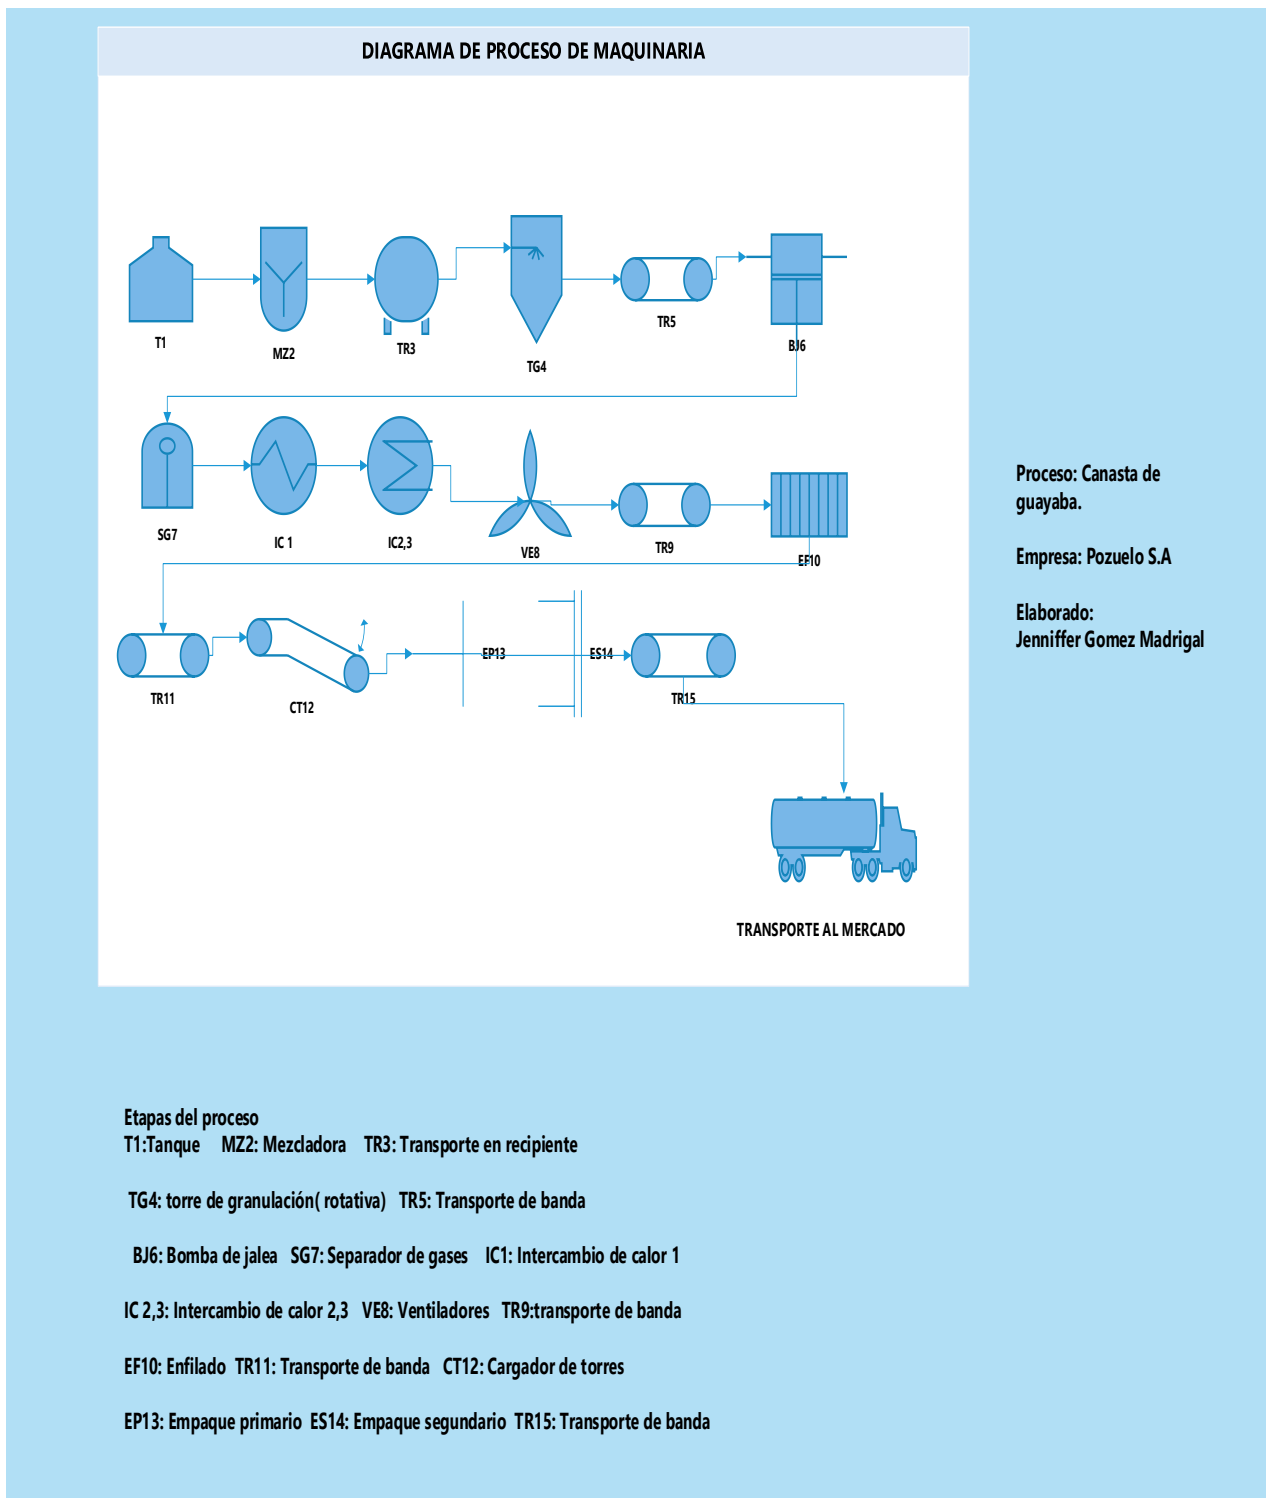 DIAGRAMA DE PROCESO DE MAQUINARIA
T1
MZ2
TR3
TG4
TR5
BJ6
SG7
IC 1
IC2,3
VE8
TR9
EF10
TR11
CT12
EP13
ES14
TR15
TRANSPORTE AL MERCADO
Proceso: Canasta de
guayaba.
Empresa: Pozuelo S.A
Elaborado:
Jenniffer Gomez Madrigal
Etapas del proceso
T1:Tanque MZ2: Mezcladora TR3: Transporte en recipiente
TG4: torre de granulación( rotativa) TR5: Transporte de banda
BJ6: Bomba de jalea SG7: Separador de gases IC1: Intercambio de calor 1
IC 2,3: Intercambio de calor 2,3 VE8: Ventiladores TR9:transporte de banda
EF10: Enfilado TR11: Transporte de banda CT12: Cargador de torres
EP13: Empaque primario ES14: Empaque segundario TR15: Transporte de banda